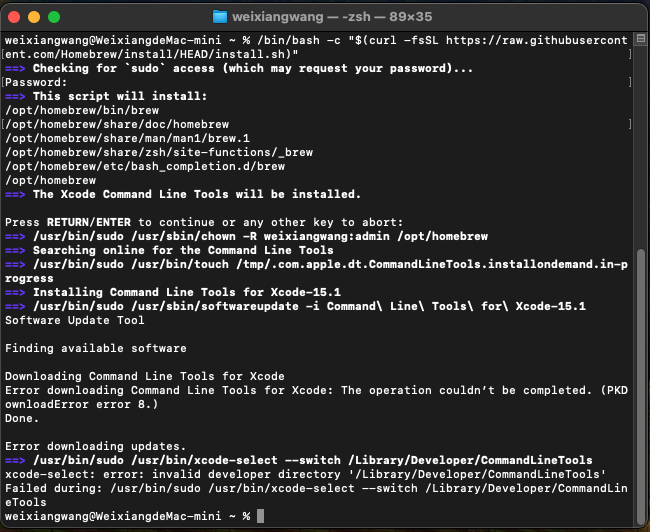 weixiangwang — -zsh — 89×35
weixiangwang@WeixiangdeMac-mini ~ % /bin/bash -c "$(curl -fsSL https://raw.githubusercont
ent.com/Homebrew/install/HEAD/install.sh)"
==> Checking for `sudo` access (which may request your password)...
Password:
==> This script will install:
/opt/homebrew/bin/brew
/opt/homebrew/share/doc/homebrew
/opt/homebrew/share/man/man1/brew.1
/opt/homebrew/share/zsh/site-functions/_brew
/opt/homebrew/etc/bash_completion.d/brew
/opt/homebrew
==> The Xcode Command Line Tools will be installed.
Press RETURN/ENTER to continue or any other key to abort:
==> /usr/bin/sudo /usr/sbin/chown -R weixiangwang:admin /opt/homebrew
==> Searching online for the Command Line Tools
==> /usr/bin/sudo /usr/bin/touch /tmp/.com.apple.dt.CommandLineTools.installondemand.in-p
rogress
==> Installing Command Line Tools for Xcode-15.1
==> /usr/bin/sudo /usr/sbin/softwareupdate -i Command\ Line\ Tools\ for\ Xcode-15.1
Software Update Tool
Finding available software
Downloading Command Line Tools for Xcode
Error downloading Command Line Tools for Xcode: The operation couldn’t be completed. (PKD
ownloadError error 8.)
Done.
Error downloading updates.
==> /usr/bin/sudo /usr/bin/xcode-select --switch /Library/Developer/CommandLineTools
xcode-select: error: invalid developer directory '/Library/Developer/CommandLineTools'
Failed during: /usr/bin/sudo /usr/bin/xcode-select --switch /Library/Developer/CommandLin
eTools
weixiangwang@WeixiangdeMac-mini ~ %